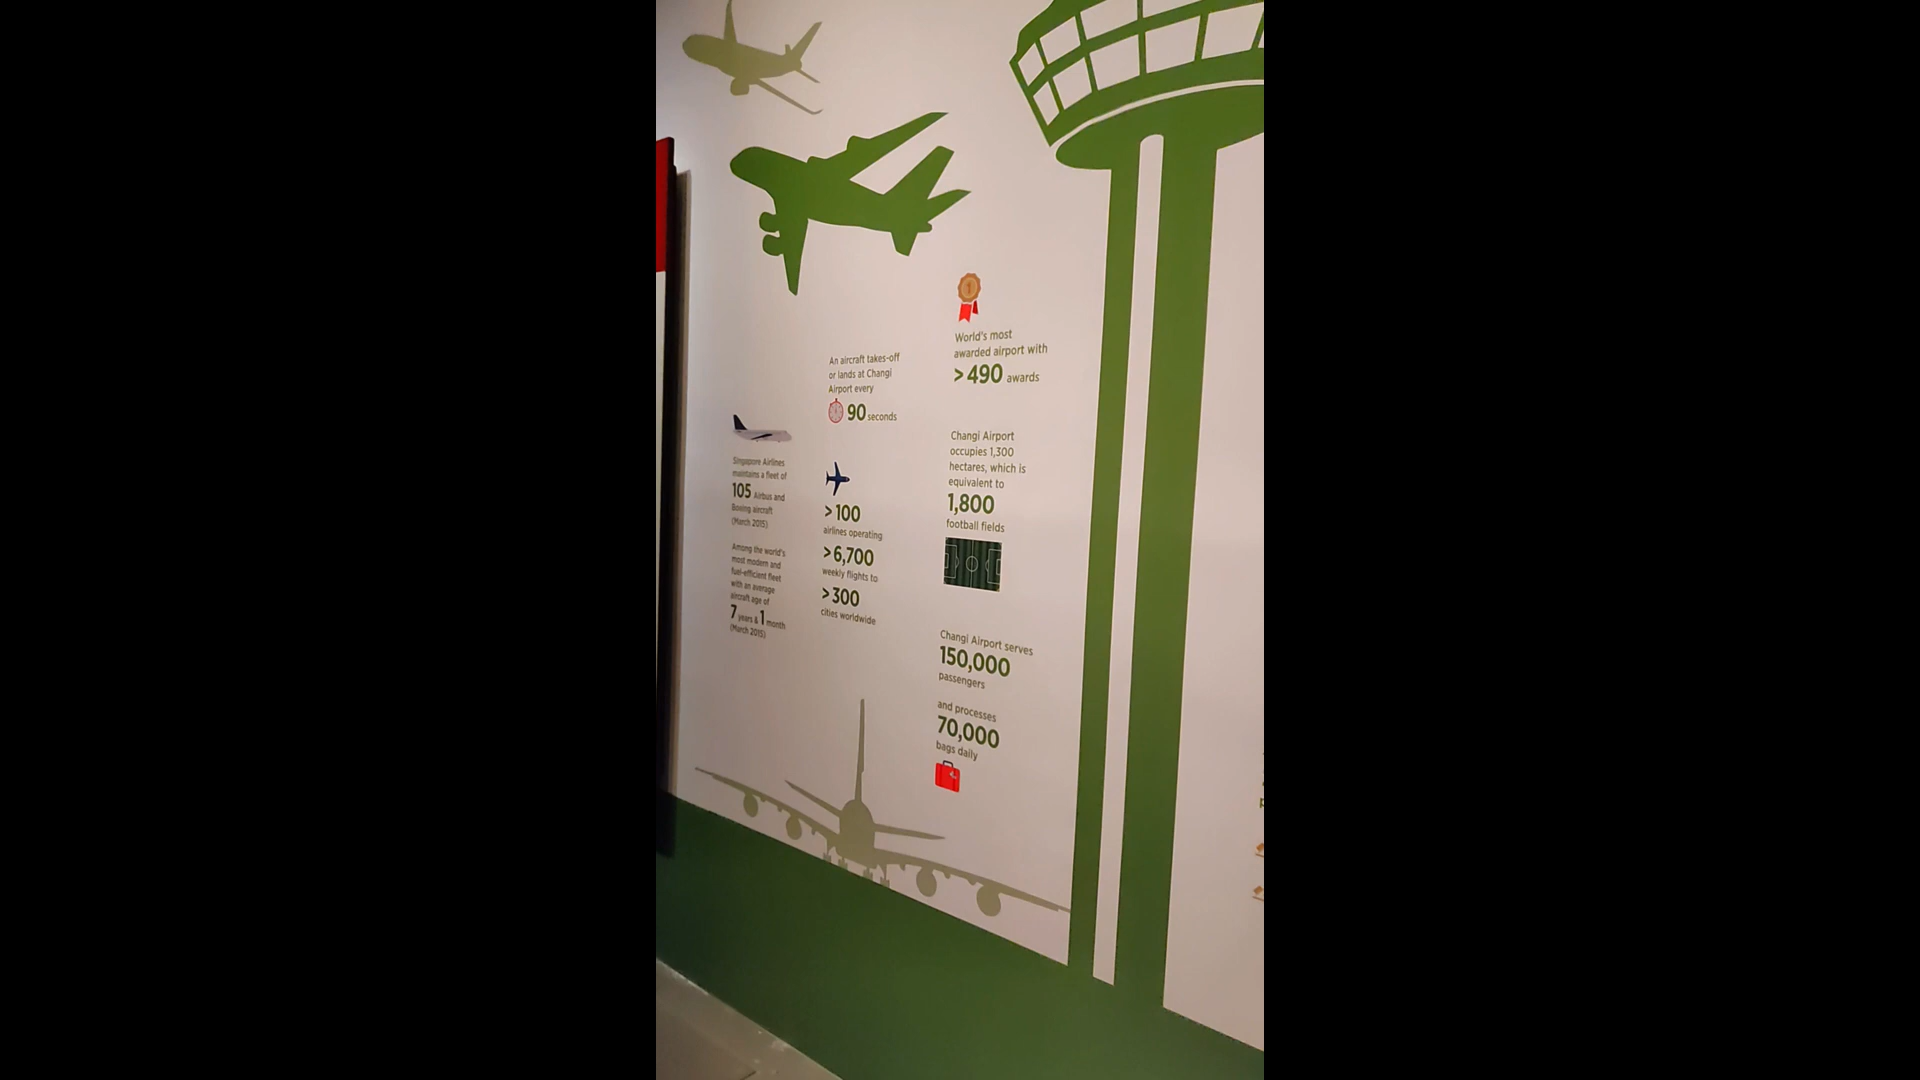 World's most
awarded airport with
>490 awards
An aircraft takes-off
or lands at Changi
Airport every
90 seconds
Singapore Airlines
maintains a fleet of
105 Airbus and
Boeing aircraft
(March 2015)
Among the world's
most modern and
fuel-efficient fleet
with an average
aircraft age of
7 years & 1 month
(March 2015)
>100
airlines operating
>6,700
weekly flights to
>300
cities worldwide
Changi Airport
occupies 1,300
hectares, which is
equivalent to
1,800
football fields
Changi Airport serves
150,000
passengers
and processes
70,000
bags daily
1